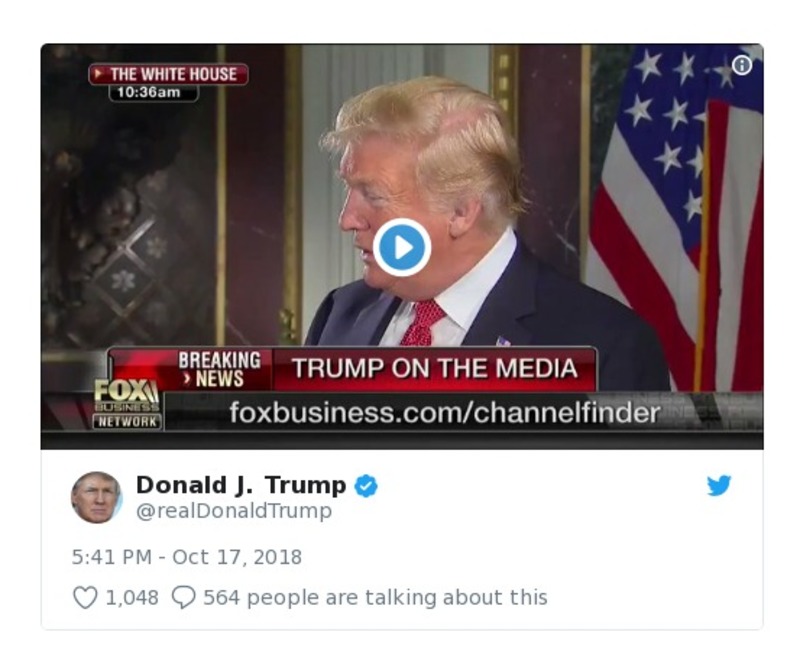 THE WHITE HOUSE
10:36am
BREAKING
NEWS
TRUMP ON THE MEDIA
FOX
BUSINESS
NETWORK
foxbusiness.com/channelfinder
Donald J. Trump
@realDonaldTrump
5:41 PM - Oct 17, 2018
1,048 564 people are talking about this